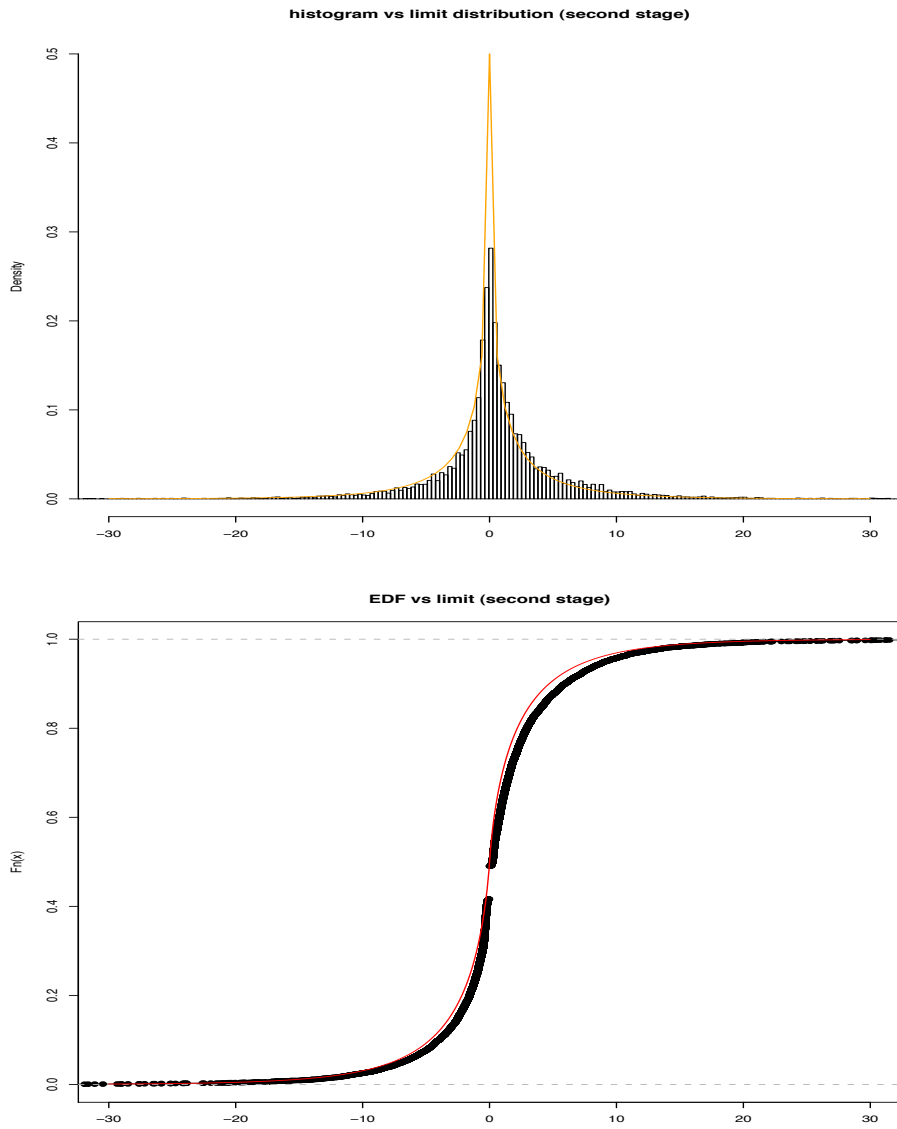 histogram vs limit distribution (second stage)
Density
0.5
0.4
0.3
0.2
0.1
0.0
−30 −20 −10 0 10 20 30
EDF vs limit (second stage)
Fn(x)
1.0
0.8
0.6
0.4
0.2
0.0
−30 −20 −10 0 10 20 30